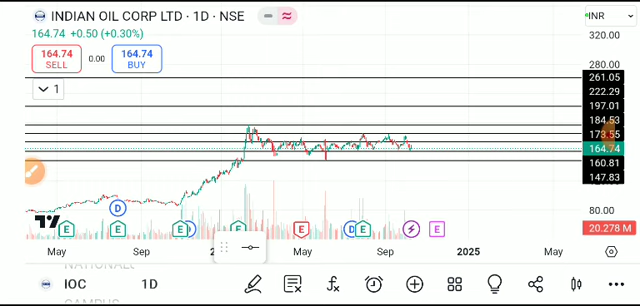 INDIAN OIL CORP LTD · 1D · NSE
INR
164.74 +0.50 (+0.30%)
320.00
164.74
SELL
0.00
164.74
BUY
280.00
1
261.05
222.29
197.01
184.53
173.55
164.74
160.81
147.83
80.00
D
E
E
E
E
E
D
E
E
20.278 M
May
Sep
May
Sep
2025
May
IOC
1D